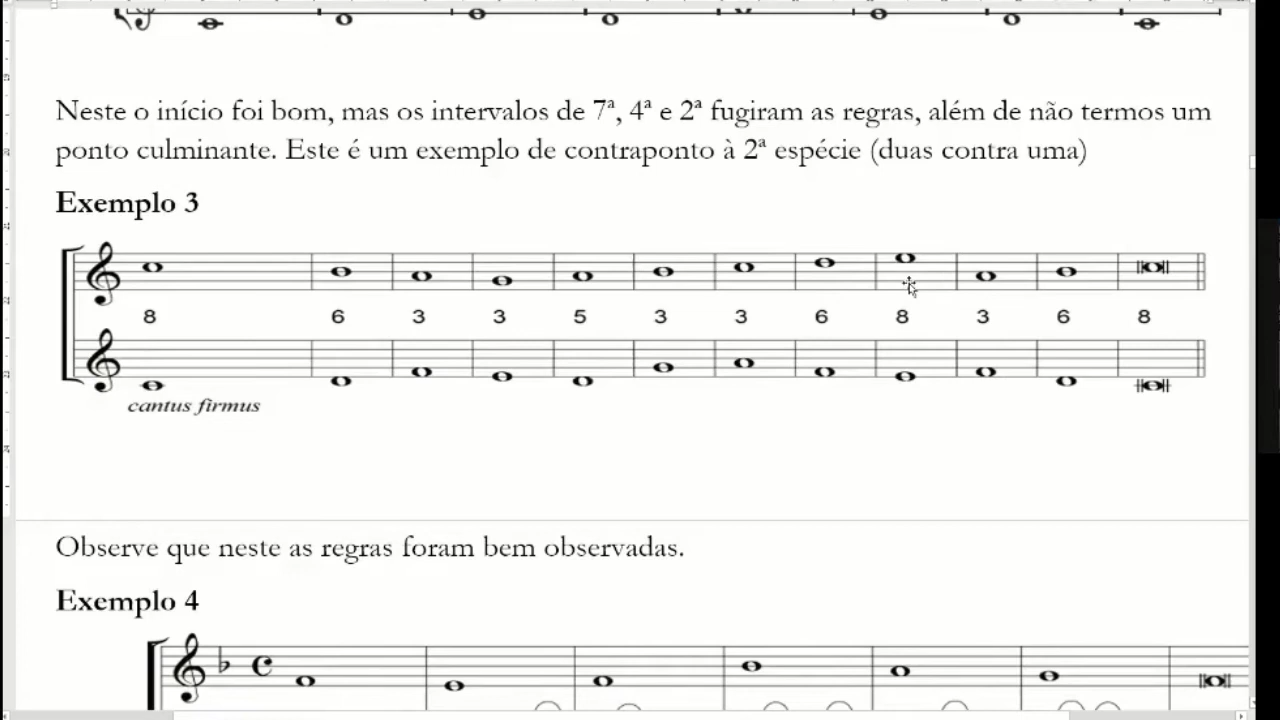 Neste o início foi bom, mas os intervalos de 7ª, 4ª e 2ª fugiram as regras, além de não termos um
ponto culminante. Este é um exemplo de contraponto à 2ª espécie (duas contra uma)
Exemplo 3
8 6 3 3 5 3 3 6 8 3 6 8
cantus firmus
Observe que neste as regras foram bem observadas.
Exemplo 4